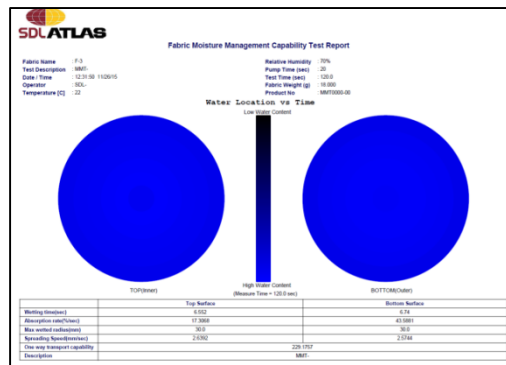 SDLATLAS
Fabric Moisture Management Capability Test Report
Fabric Name : F-3
Test Description : MMT-
Date / Time : 12:31:58 11/26/15
Operator : SDL-
Temperature [C] : 22
Relative Humidity : 70%
Pump Time (sec) : 20
Test Time (sec) : 120.0
Fabric Weight (g) : 18.000
Product No : MMT0000-00
Water Location vs Time
Low Water Content
High Water Content
(Measure Time = 120.0 sec)
TOP(Inner)
BOTTOM(Outer)
Top Surface Bottom Surface
Wetting time(sec) 6.552 6.74
Absorption rate(%/sec) 17.3068 43.5881
Max wetted radius(mm) 30.0 30.0
Spreading Speed(mm/sec) 2.6392 2.5744
One way transport capability 229.1707
Description MMT-